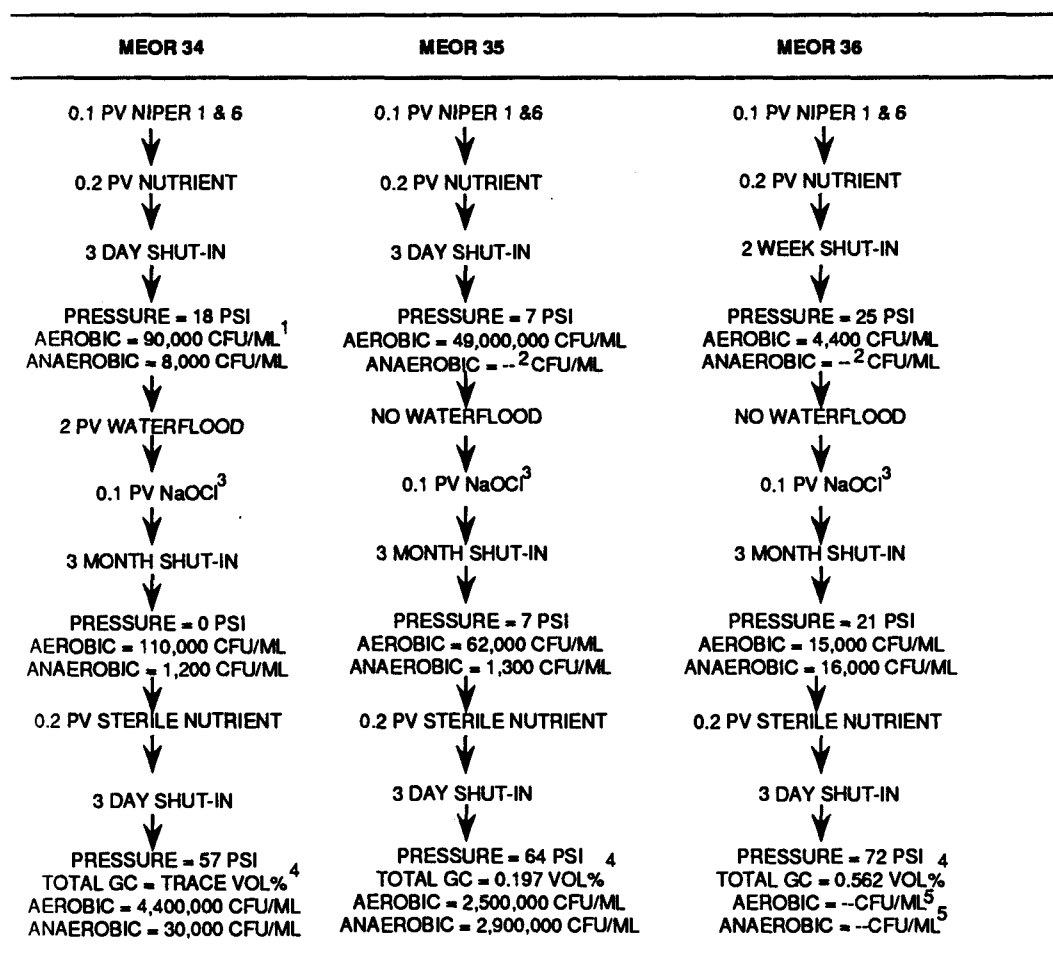 MEOR 34
MEOR 35
MEOR 36
0.1 PV NIPER 1 & 6
0.1 PV NIPER 1 &6
0.1 PV NIPER 1 & 6
0.2 PV NUTRIENT
0.2 PV NUTRIENT
0.2 PV NUTRIENT
3 DAY SHUT-IN
3 DAY SHUT-IN
2 WEEK SHUT-IN
PRESSURE = 18 PSI
AEROBIC = 90,000 CFU/ML1
ANAEROBIC = 8,000 CFU/ML
PRESSURE = 7 PSI
AEROBIC = 49,000,000 CFU/ML
ANAEROBIC = --2 CFU/ML
PRESSURE = 25 PSI
AEROBIC = 4,400 CFU/ML
ANAEROBIC = --2 CFU/ML
2 PV WATERFLOOD
NO WATERFLOOD
NO WATERFLOOD
0.1 PV NaOCl3
0.1 PV NaOCl3
0.1 PV NaOCl3
3 MONTH SHUT-IN
3 MONTH SHUT-IN
3 MONTH SHUT-IN
PRESSURE = 0 PSI
AEROBIC = 110,000 CFU/ML
ANAEROBIC = 1,200 CFU/ML
PRESSURE = 7 PSI
AEROBIC = 62,000 CFU/ML
ANAEROBIC = 1,300 CFU/ML
PRESSURE = 21 PSI
AEROBIC = 15,000 CFU/ML
ANAEROBIC = 16,000 CFU/ML
0.2 PV STERILE NUTRIENT
0.2 PV STERILE NUTRIENT
0.2 PV STERILE NUTRIENT
3 DAY SHUT-IN
3 DAY SHUT-IN
3 DAY SHUT-IN
PRESSURE = 57 PSI
TOTAL GC = TRACE VOL%4
AEROBIC = 4,400,000 CFU/ML
ANAEROBIC = 30,000 CFU/ML
PRESSURE = 64 PSI
TOTAL GC = 0.197 VOL%4
AEROBIC = 2,500,000 CFU/ML
ANAEROBIC = 2,900,000 CFU/ML
PRESSURE = 72 PSI
TOTAL GC = 0.562 VOL%4
AEROBIC = --CFU/ML5
ANAEROBIC = --CFU/ML5